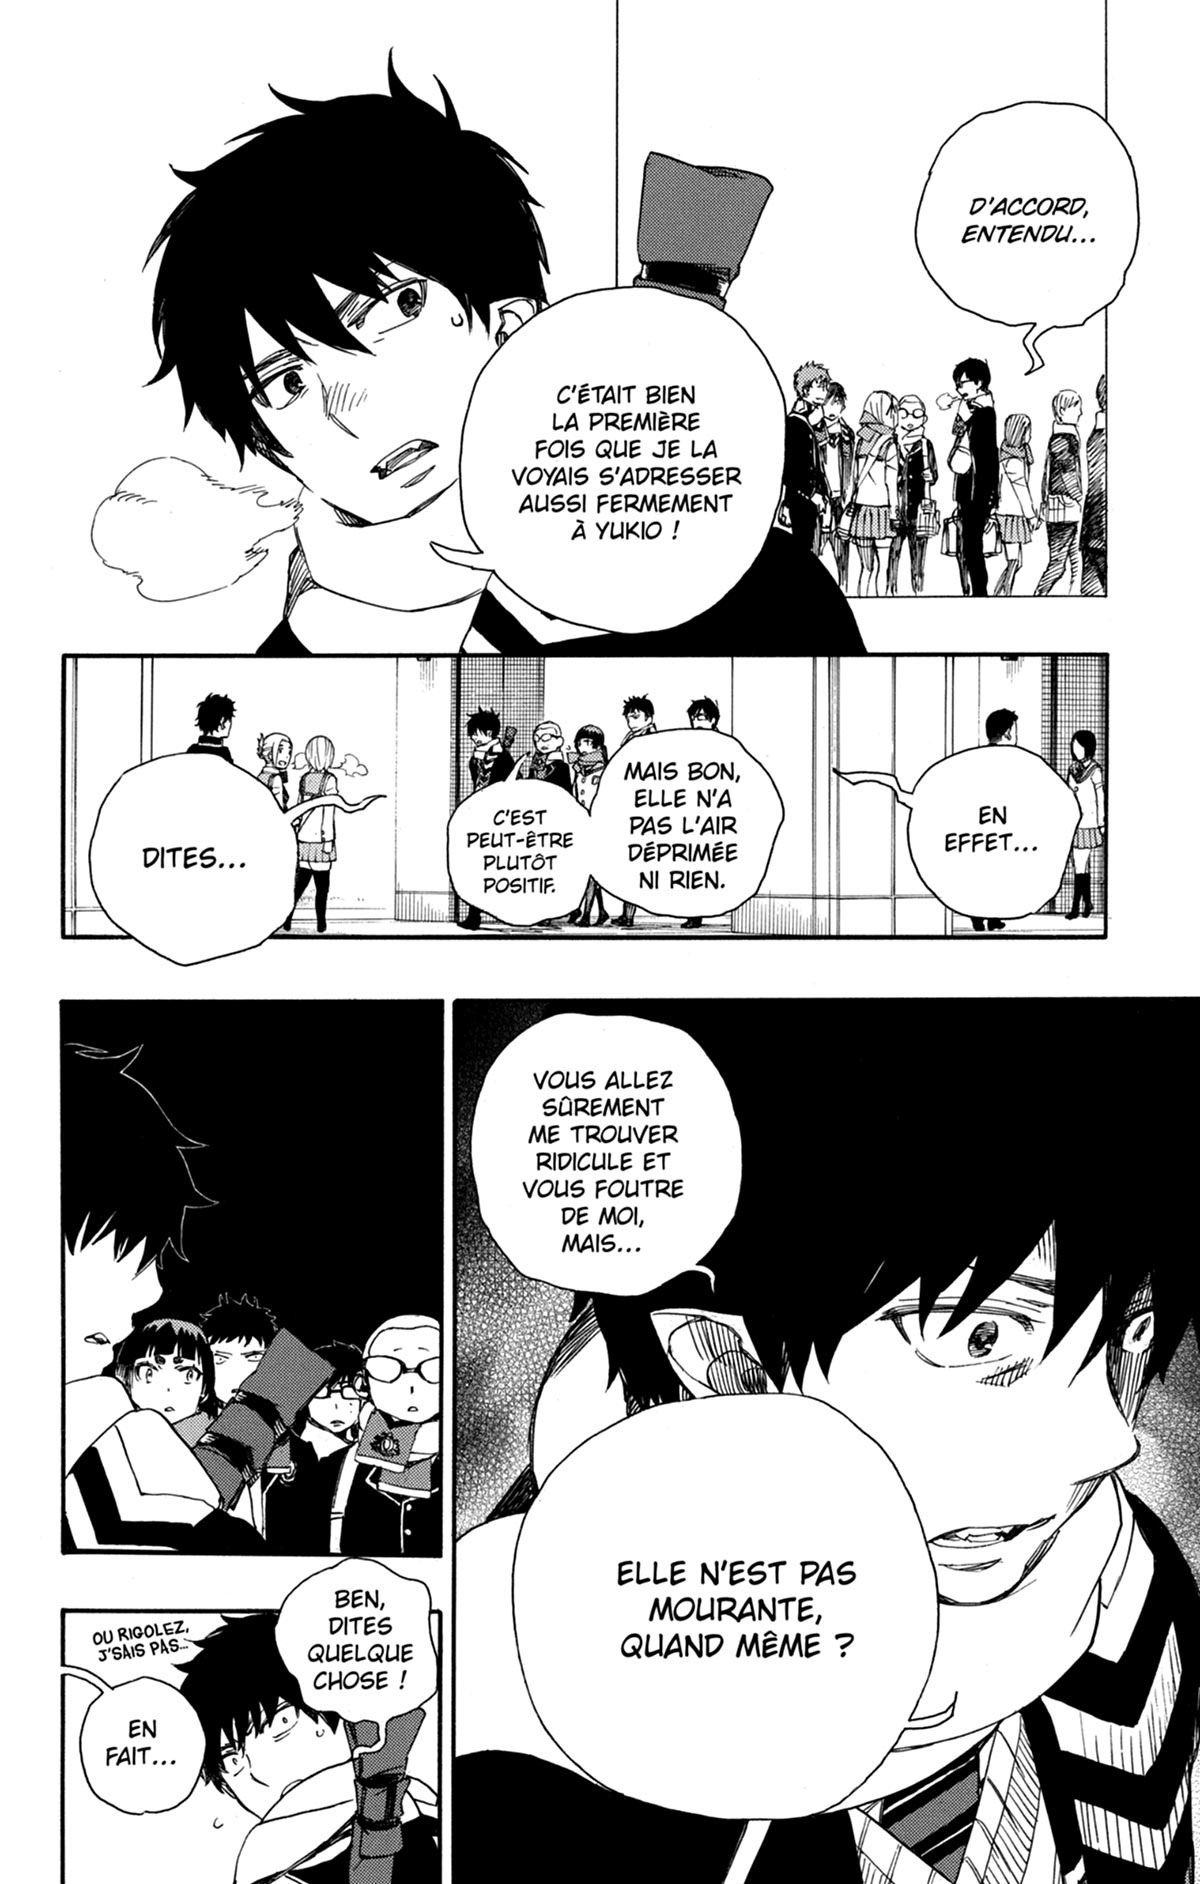 D'ACCORD,
ENTENDU...
C'ÉTAIT BIEN
LA PREMIÈRE
FOIS QUE JE LA
VOYAIS S'ADRESSER
AUSSI FERMEMENT
À YUKIO !
EN
EFFET...
MAIS BON,
ELLE N'A
PAS L'AIR
DÉPRIMÉE
NI RIEN.
C'EST
PEUT-ÊTRE
PLUTÔT
POSITIF.
DITES...
VOUS ALLEZ
SÛREMENT
ME TROUVER
RIDICULE ET
VOUS FOUTRE
DE MOI,
MAIS...
ELLE N'EST PAS
MOURANTE,
QUAND MÊME ?
BEN,
DITES
QUELQUE
CHOSE !
OU RIGOLEZ,
J'SAIS PAS...
EN
FAIT...